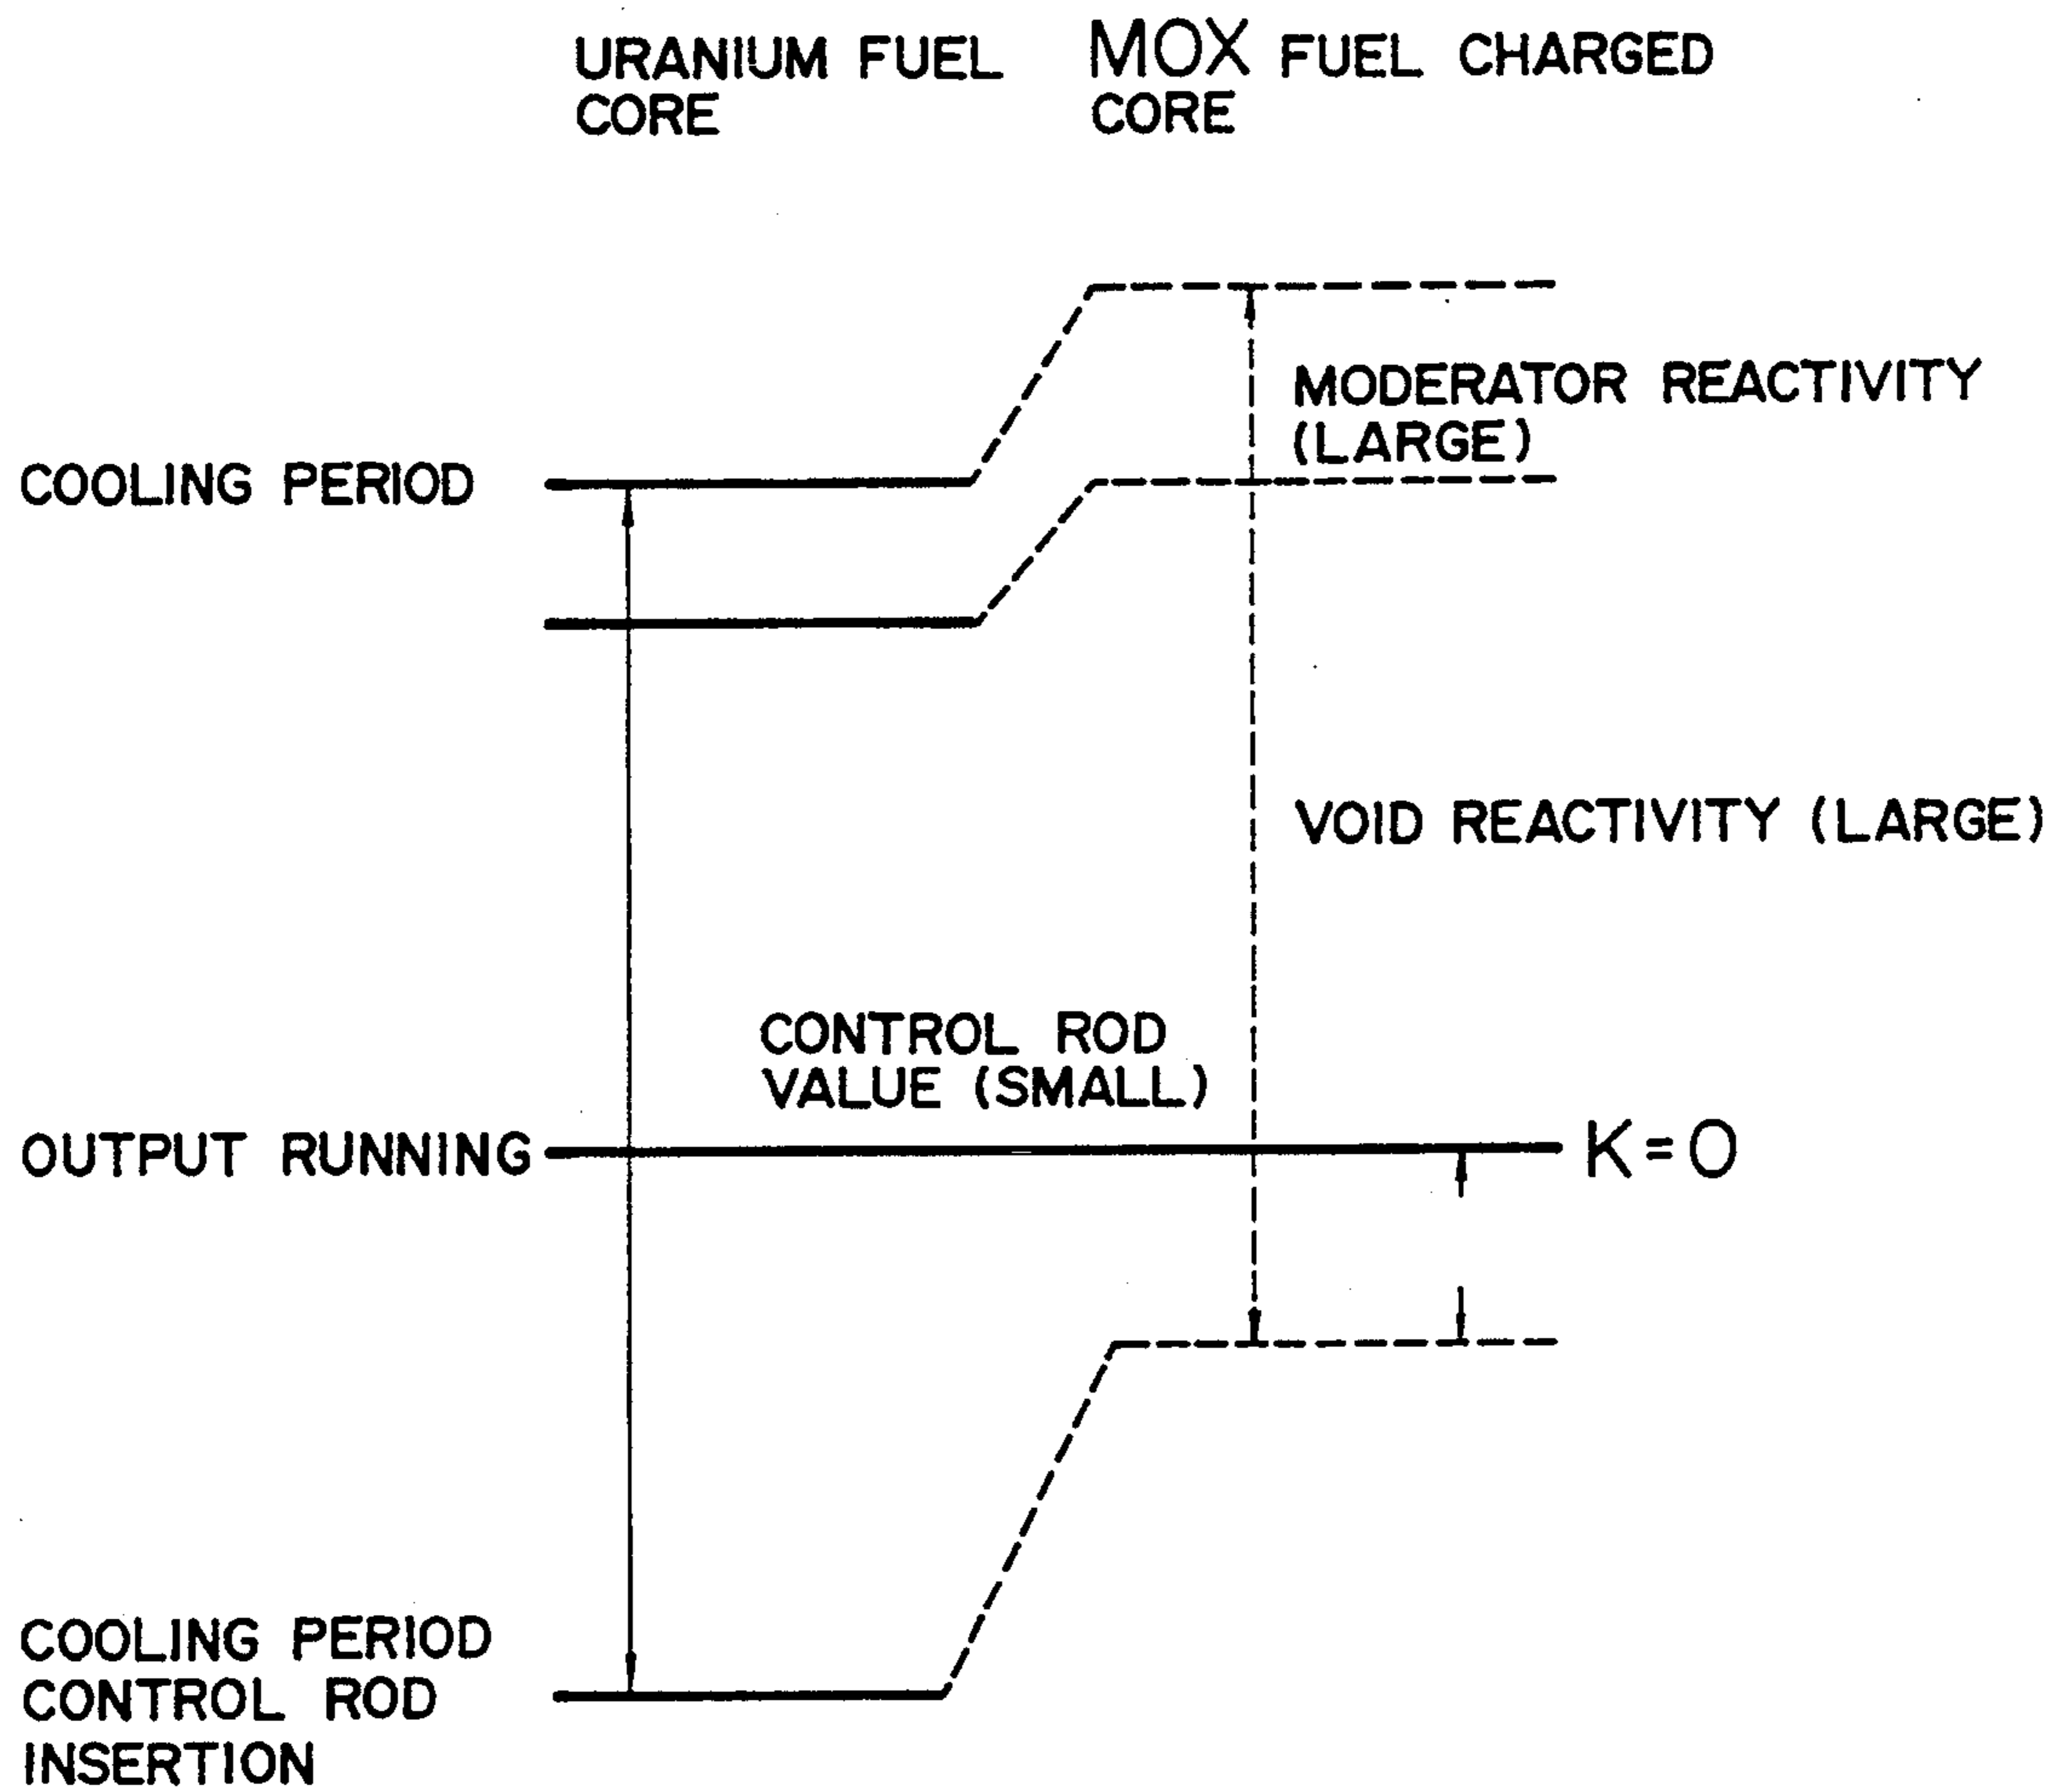 URANIUM FUEL
CORE
MOX FUEL CHARGED
CORE
MODERATOR REACTIVITY
(LARGE)
COOLING PERIOD
VOID REACTIVITY (LARGE)
CONTROL ROD
VALUE (SMALL)
OUTPUT RUNNING
K=0
COOLING PERIOD
CONTROL ROD
INSERTION